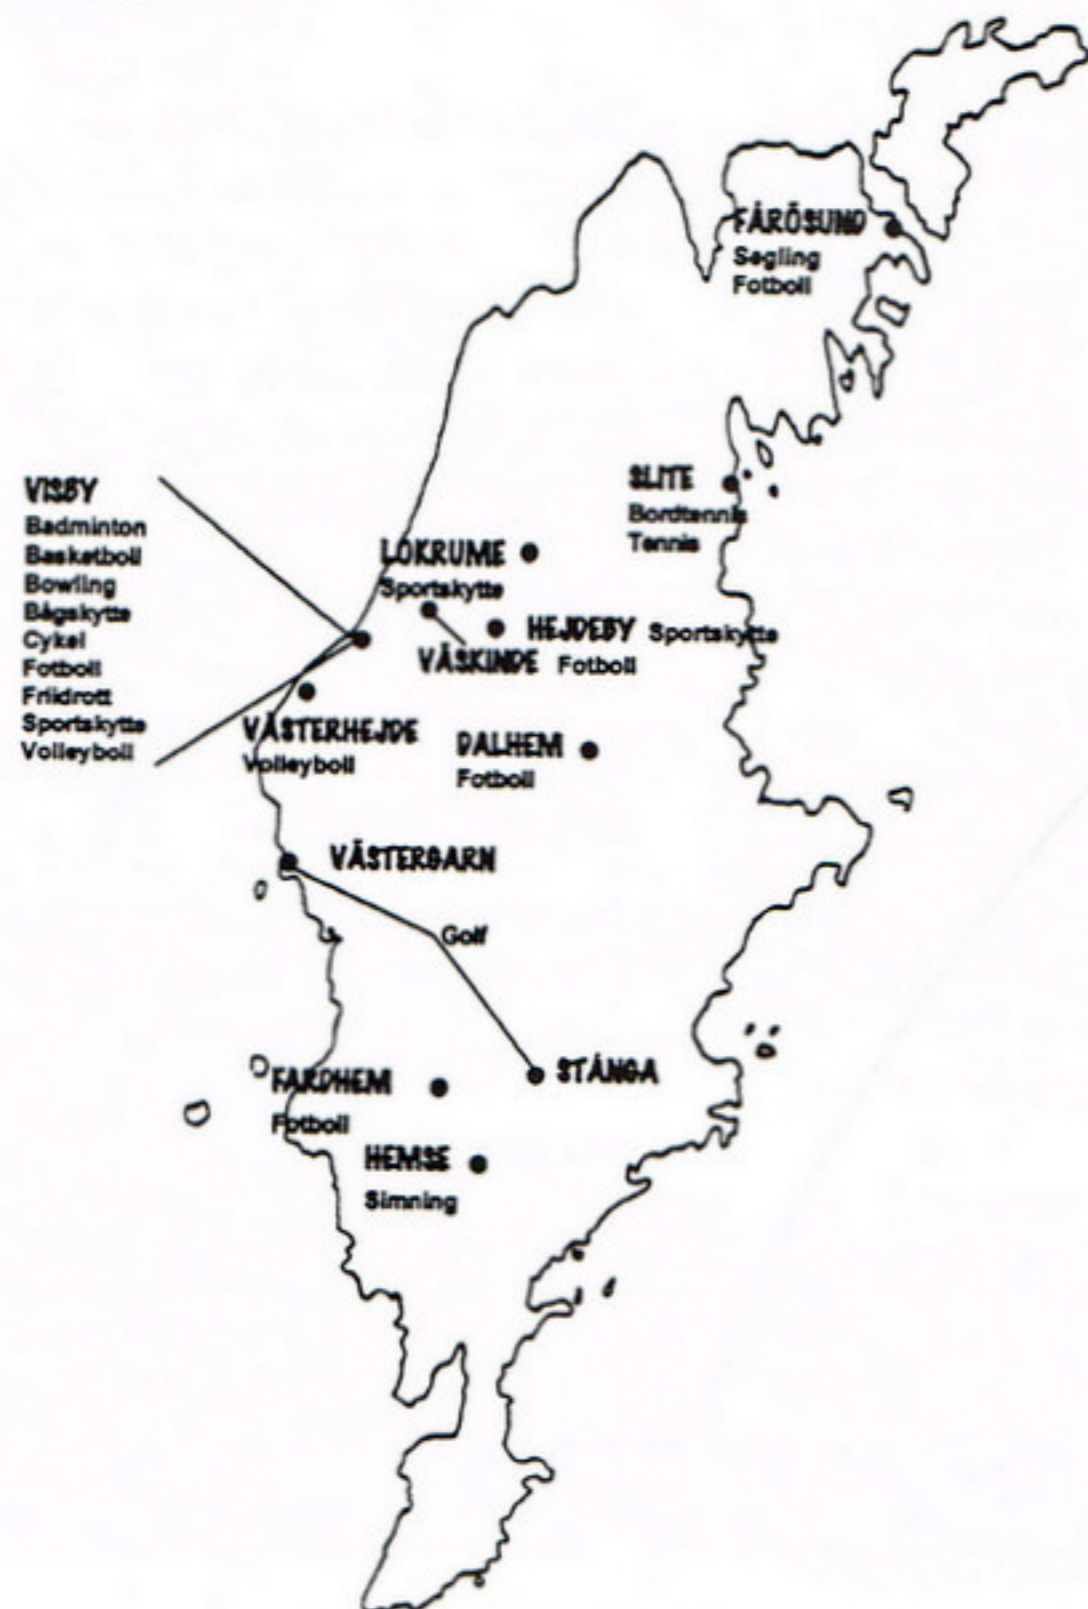 FÅRÖSUND
Segling
Fotboll
VISBY
Badminton
Basketboll
Bowling
Bågskytte
Cykel
Fotboll
Friidrott
Sportskytte
Volleyboll
SLITE
Bordtennis
Tennis
LOKRUME
Sportskytte
HEJDEBY Sportskytte
VÄSKINDE Fotboll
VÄSTERHEJDE
Volleyboll
DALHEM
Fotboll
VÄSTERGARN
Golf
STÅNGA
FARDHEM
Fotboll
HEMSE
Simning